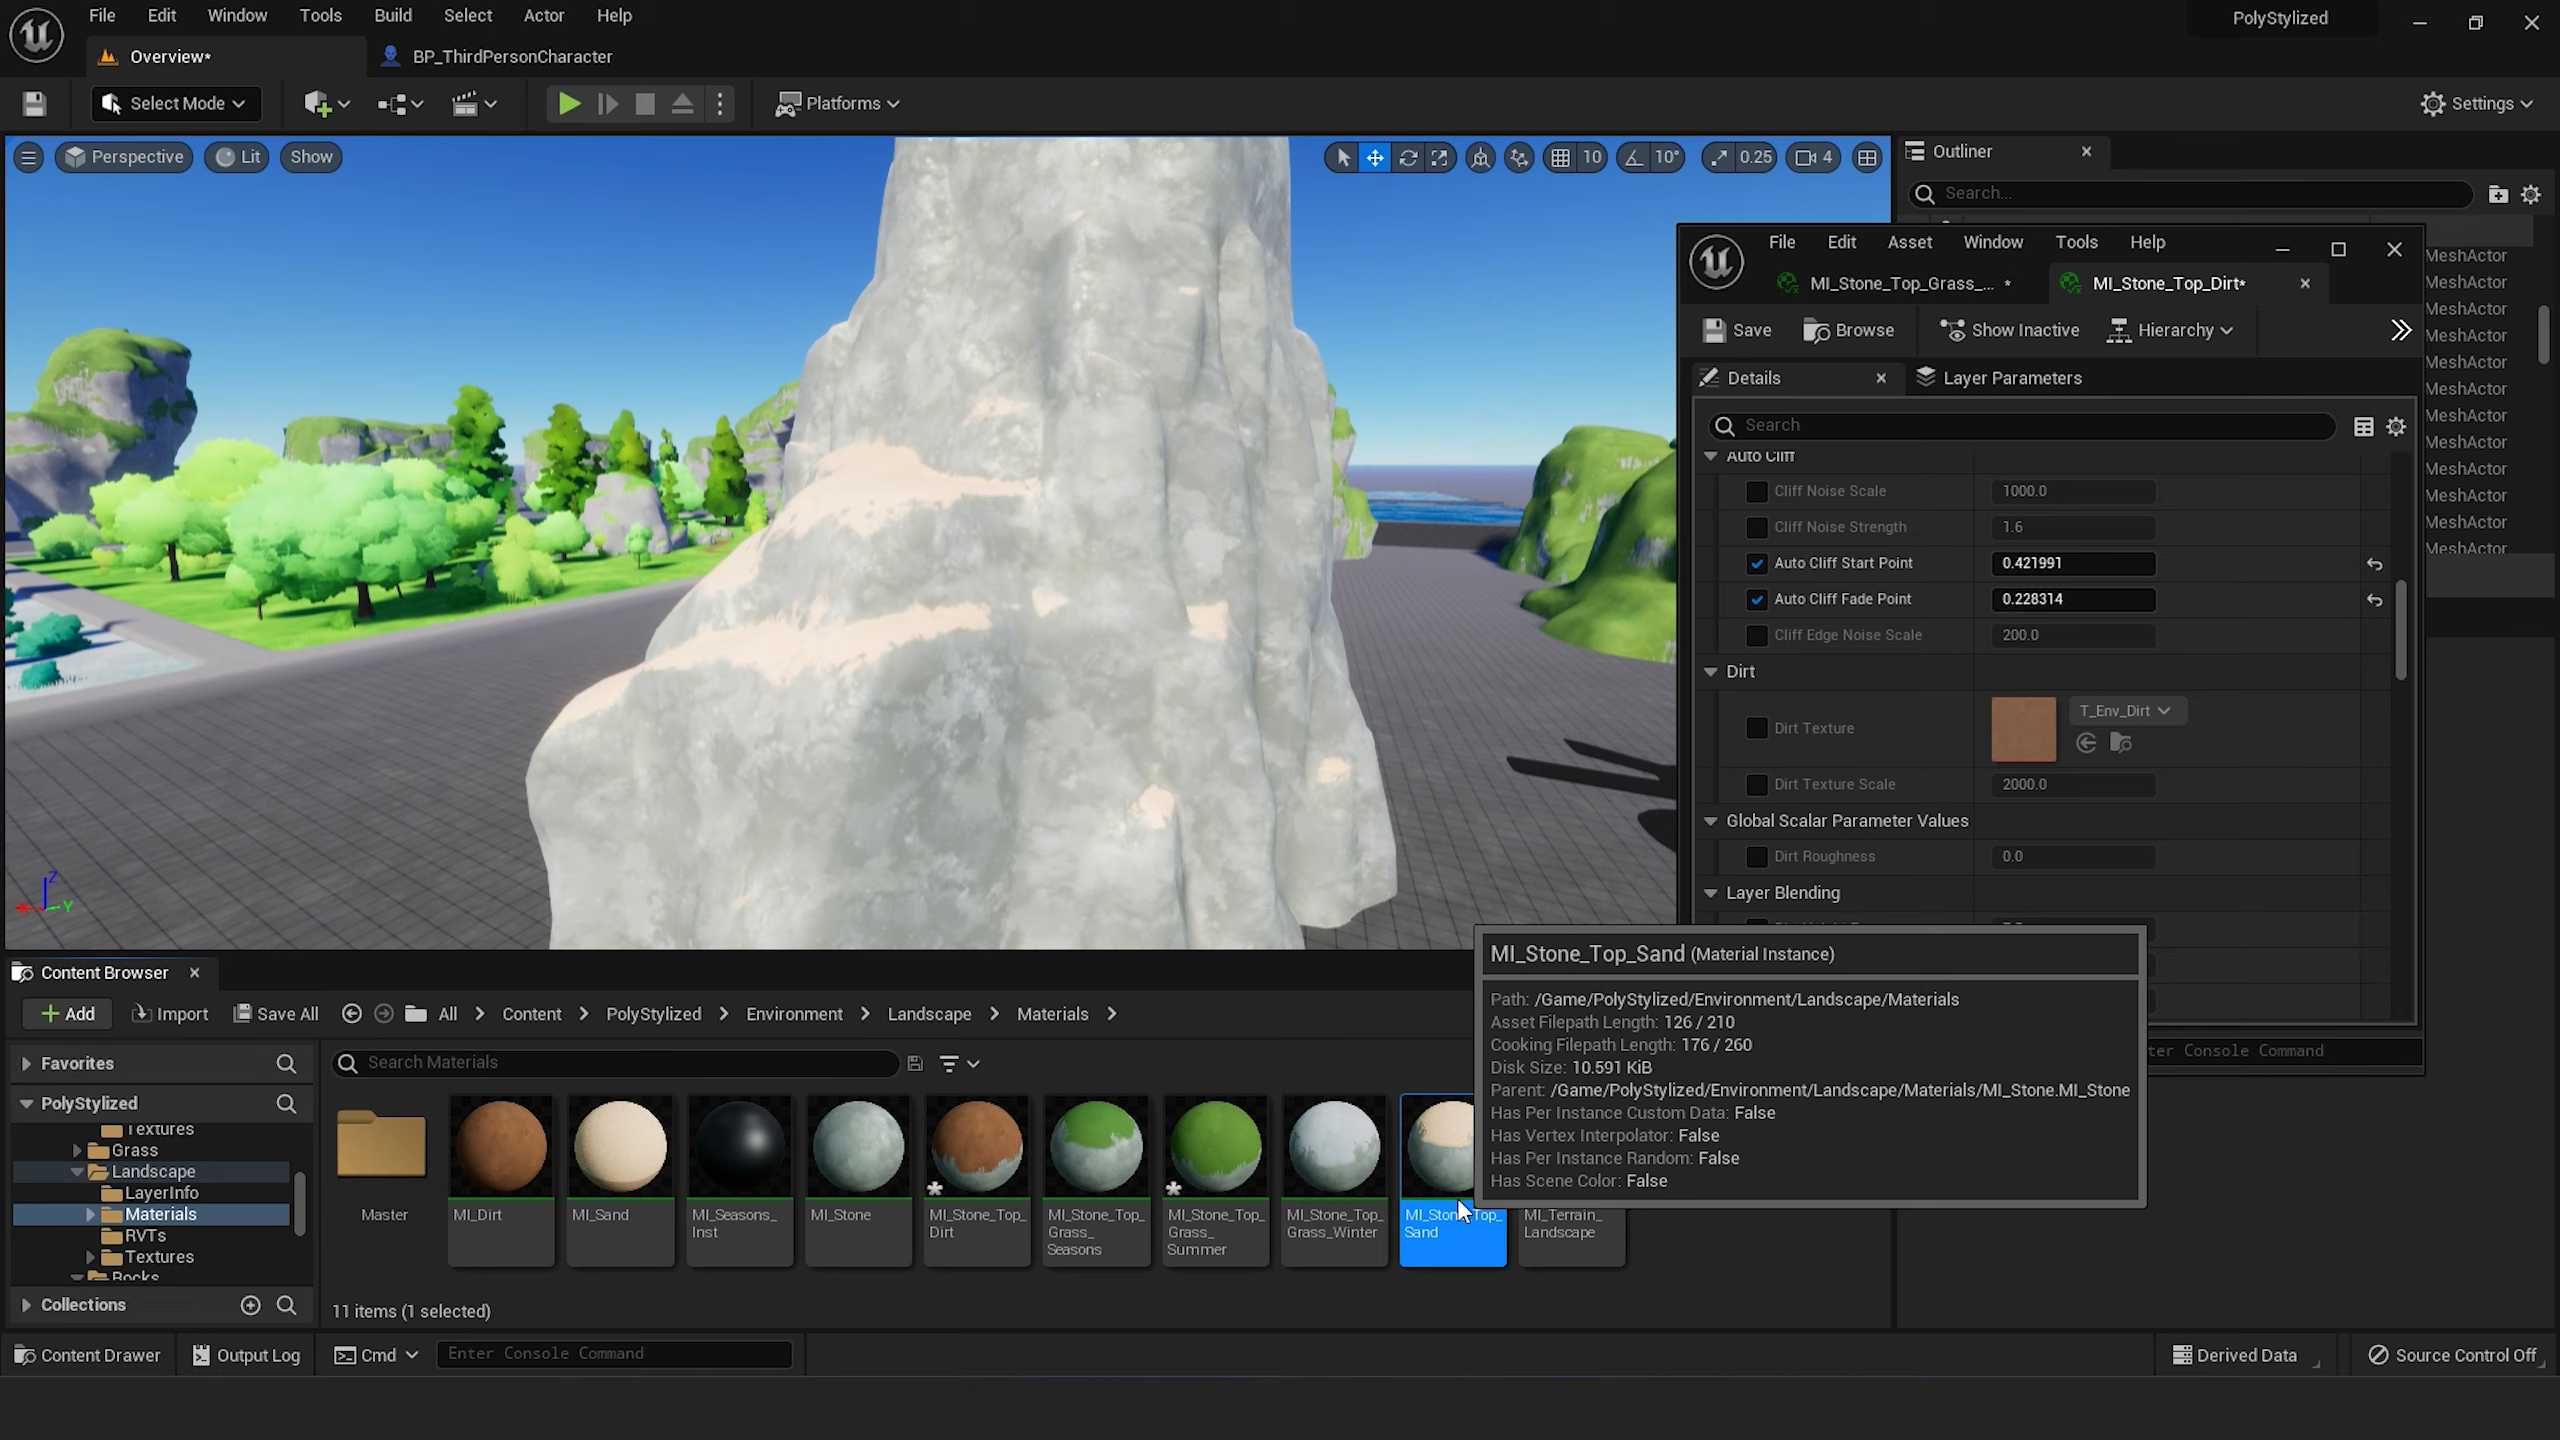 File Edit Window Tools Build Select Actor Help
PolyStylized
Overview*
BP_ThirdPersonCharacter
Select Mode
Platforms
Settings
Perspective
Lit
Show
10
10°
0.25
4
Outliner
Search...
File Edit Asset Window Tools Help
MI_Stone_Top_Grass_... *
MI_Stone_Top_Dirt*
Save
Browse
Show Inactive
Hierarchy
Details
Layer Parameters
Search
Auto Cliff
Cliff Noise Scale 1000.0
Cliff Noise Strength 1.6
Auto Cliff Start Point 0.421991
Auto Cliff Fade Point 0.228314
Cliff Edge Noise Scale 200.0
Dirt
Dirt Texture
T_Env_Dirt
Dirt Texture Scale 2000.0
Global Scalar Parameter Values
Dirt Roughness 0.0
Layer Blending
MeshActor
MeshActor
MeshActor
MeshActor
MeshActor
MeshActor
MeshActor
MeshActor
MeshActor
MeshActor
MeshActor
MeshActor
MI_Stone_Top_Sand (Material Instance)
Path: /Game/PolyStylized/Environment/Landscape/Materials
Asset Filepath Length: 126 / 210
Cooking Filepath Length: 176 / 260
Disk Size: 10.591 KiB
Parent: /Game/PolyStylized/Environment/Landscape/Materials/MI_Stone.MI_Stone
Has Per Instance Custom Data: False
Has Vertex Interpolator: False
Has Per Instance Random: False
Has Scene Color: False
ter Console Command
Z
Y
Content Browser
Add
Import
Save All
All > Content > PolyStylized > Environment > Landscape > Materials >
Favorites
PolyStylized
Textures
Grass
Landscape
LayerInfo
Materials
RVTs
Textures
Rocks
Collections
Search Materials
Master
MI_Dirt
MI_Sand
MI_Seasons_
Inst
MI_Stone
MI_Stone_Top_
Dirt
MI_Stone_Top_
Grass_
Seasons
MI_Stone_Top_
Grass_
Summer
MI_Stone_Top_
Grass_Winter
MI_Stone_Top_
Sand
MI_Terrain_
Landscape
11 items (1 selected)
Content Drawer
Output Log
Cmd
Enter Console Command
Derived Data
Source Control Off